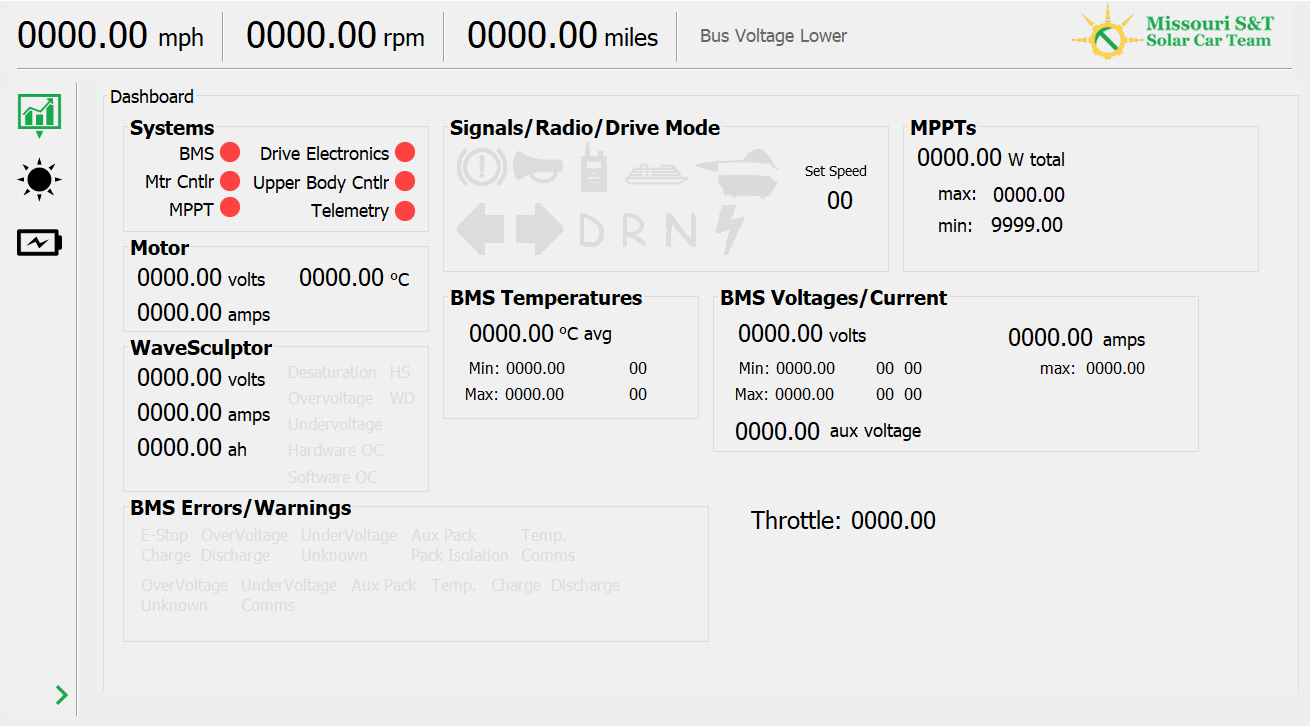 0000.00 mph 0000.00 rpm 0000.00 miles Bus Voltage Lower
Missouri S&T
Solar Car Team
Dashboard
Systems
BMS Drive Electronics
Mtr Cntlr Upper Body Cntlr
MPPT Telemetry
Signals/Radio/Drive Mode
Set Speed
00
D R N
MPPTs
0000.00 W total
max: 0000.00
min: 9999.00
Motor
0000.00 volts 0000.00 ºC
0000.00 amps
WaveSculptor
0000.00 volts
0000.00 amps
0000.00 ah
Desaturation HS
Overvoltage WD
Undervoltage
Hardware OC
Software OC
BMS Temperatures
0000.00 ºC avg
Min: 0000.00 00
Max: 0000.00 00
BMS Voltages/Current
0000.00 volts 0000.00 amps
Min: 0000.00 00 00 max: 0000.00
Max: 0000.00 00 00
0000.00 aux voltage
BMS Errors/Warnings
E-Stop OverVoltage UnderVoltage Aux Pack Temp.
Charge Discharge Unknown Pack Isolation Comms
OverVoltage UnderVoltage Aux Pack Temp. Charge Discharge
Unknown Comms
Throttle: 0000.00